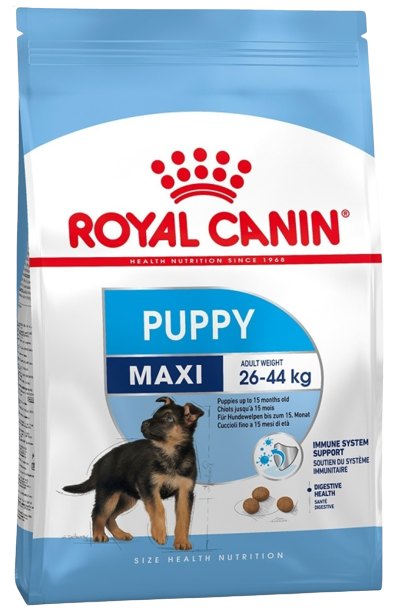 ROYAL CANIN®
HEALTH NUTRITION SINCE 1968
PUPPY
MAXI
ADULT WEIGHT
26-44 kg
Puppies up to 15 months old
Chiots jusqu'à 15 mois
Für Hundewelpen bis zum 15. Monat
Cuccioli fino a 15 mesi di età
IMMUNE SYSTEM
SUPPORT
SOUTIEN DU SYSTÈME
IMMUNITAIRE
DIGESTIVE
HEALTH
SANTÉ
DIGESTIVE
SIZE HEALTH NUTRITION